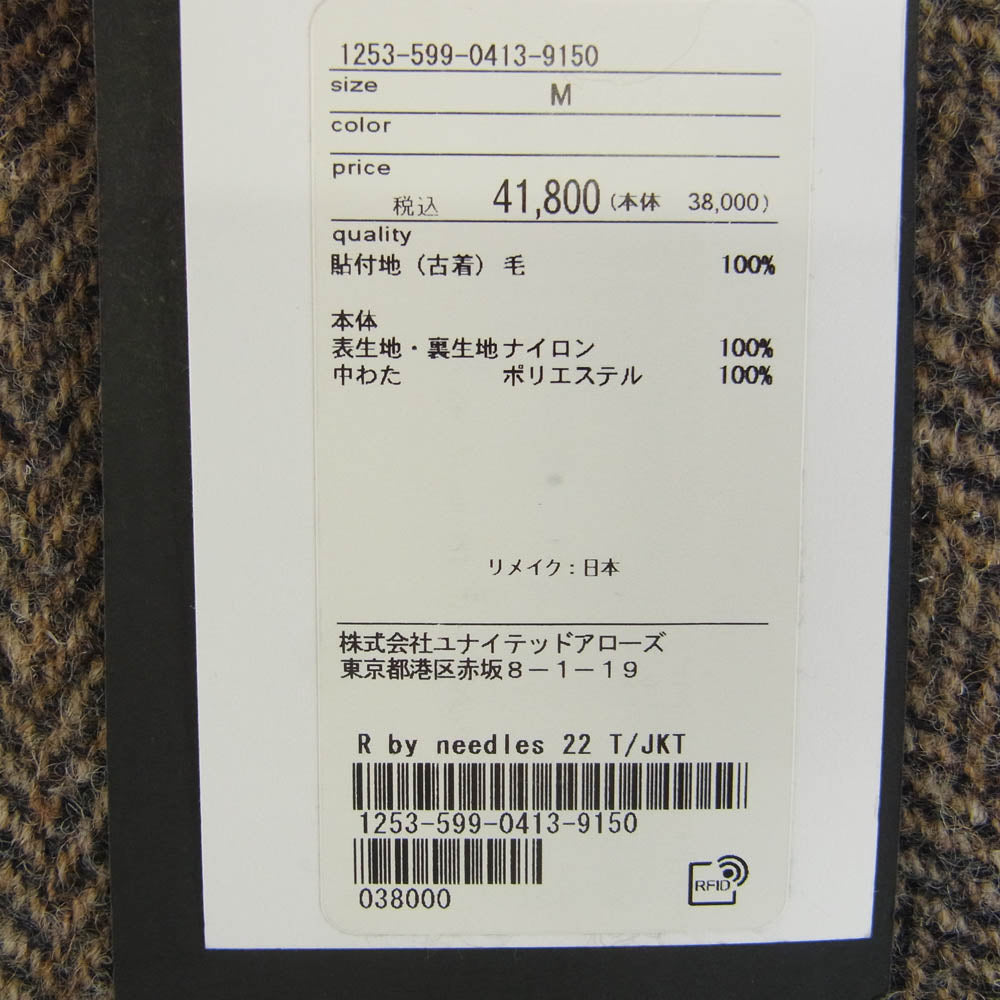 1253-599-0413-9150
size M
color
price
税込 41,800 (本体 38,000)
quality
貼付地（古着）毛 100%
本体
表生地・裏生地ナイロン 100%
中わた ポリエステル 100%
リメイク：日本
株式会社ユナイテッドアローズ
東京都港区赤坂８－１－１９
R by needles 22 T/JKT
1253-599-0413-9150
038000
RFID